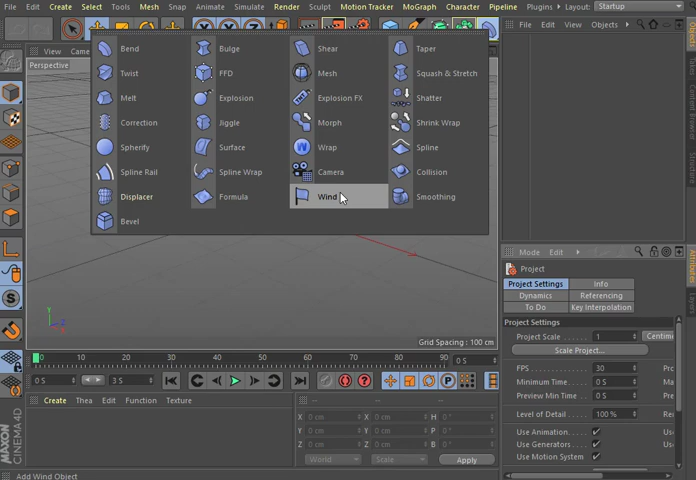 File Edit Create Select Tools Mesh Snap Animate Simulate Render Sculpt Motion Tracker MoGraph Character Pipeline Plugins Layout: Startup
View
Perspective
Bend Bulge Shear Taper
Twist FFD Mesh Squash & Stretch
Melt Explosion Explosion FX Shatter
Correction Jiggle Morph Shrink Wrap
Spherify Surface Wrap Spline
Spline Rail Spline Wrap Camera Collision
Displacer Formula Wind Smoothing
Bevel
Y
Z
Grid Spacing : 100 cm
File Edit View Objects
Objects
Content Browser
Mode Edit
Project
Project Settings Info
Dynamics Referencing
To Do Key Interpolation
Project Settings
Project Scale 1 Centim
Scale Project...
FPS 30
Minimum Time 0 S
Preview Min Time 0 S
Level of Detail 100 %
Use Animation
Use Generators
Use Motion System
Attributes
Layers
0 10 20 30 40 50 60 70 80 90 0 S
0 S 3 S
Create Edit Function Texture
-- --
X 0 cm X 0 cm H 0 °
Y 0 cm Y 0 cm P 0 °
Z 0 cm Z 0 cm B 0 °
World Scale Apply
MAXON
CINEMA4D
Add Wind Object